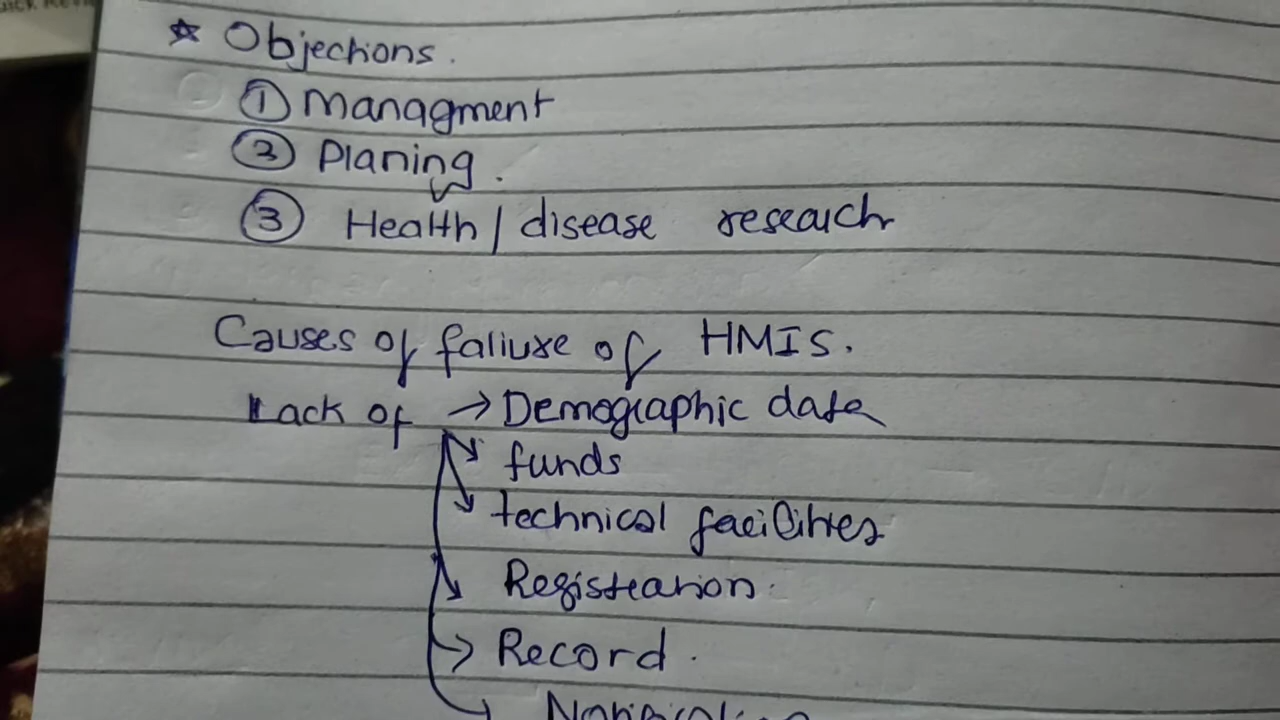 ☆ Objections.
① Managment
② Planing.
③ Health / disease research
Causes of faliure of HMIS.
Lack of → Demographic data
funds
technical facilities
Registration.
Record.